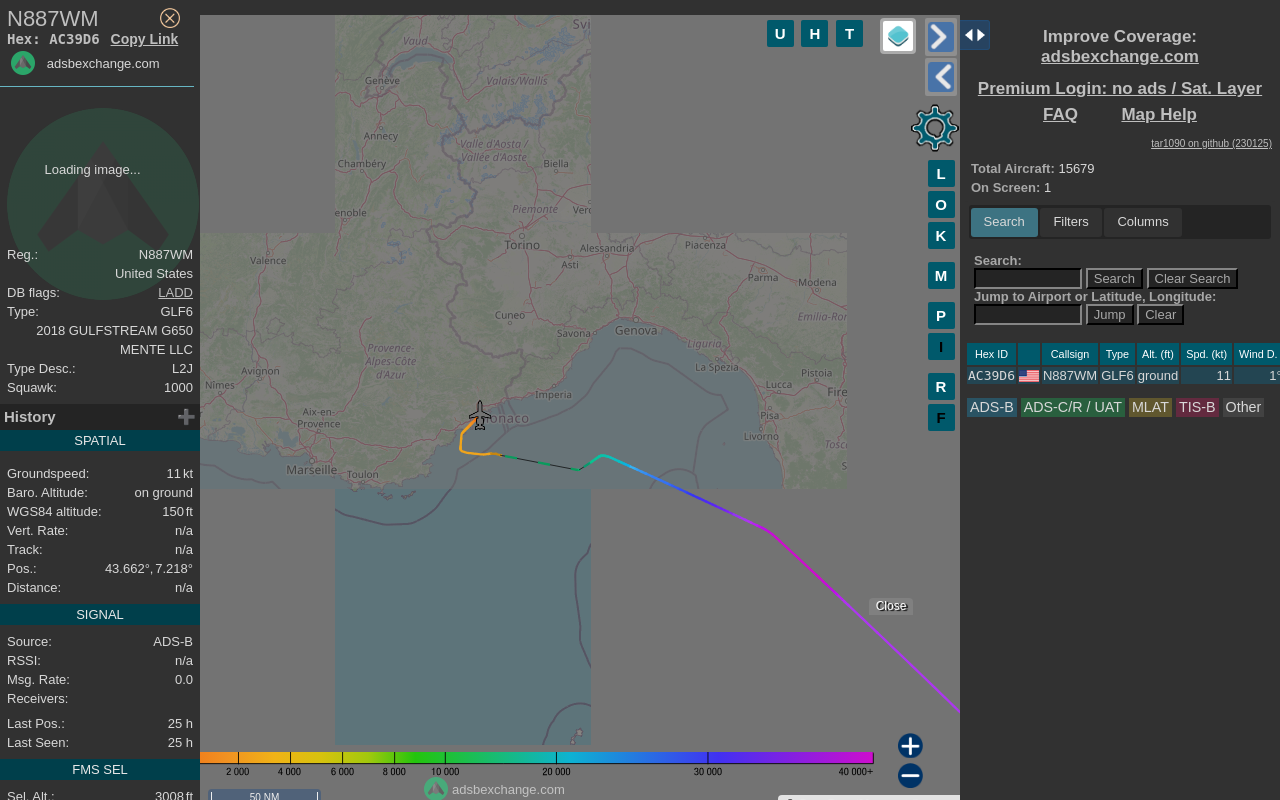 N887WM
Hex: AC39D6 Copy Link
adsbexchange.com
Loading image...
Reg.: N887WM
United States
DB flags: LADD
Type: GLF6
2018 GULFSTREAM G650
MENTE LLC
Type Desc.: L2J
Squawk: 1000
History
SPATIAL
Groundspeed: 11 kt
Baro. Altitude: on ground
WGS84 altitude: 150 ft
Vert. Rate: n/a
Track: n/a
Pos.: 43.662°, 7.218°
Distance: n/a
SIGNAL
Source: ADS-B
RSSI: n/a
Msg. Rate: 0.0
Receivers:
Last Pos.: 25 h
Last Seen: 25 h
FMS SEL
Sel. Alt.: 3008 ft
U H T
L
O
K
M
P
I
R
F
Svi
Vaud
Genève
Valais/Wallis
Annecy
Valle d'Aosta /
Vallée d'Aoste
Chambéry
Biella
enoble
Piemonte
Verc
Torino
Alessandria
Piacenza
Valence
Asti
Parma
Modena
Cuneo
Savona
Genova
Emilia-Ror
Provence-
Alpes-Côte
d'Azur
Liguria
La Spezia
Avignon
Pistoia
Nîmes
Imperia
Lucca
Fire
Aix-en-
Provence
onaco
Pisa
Livorno
Tosc
Marseille
Toulon
S
Close
2 000 4 000 6 000 8 000 10 000 20 000 30 000 40 000+
adsbexchange.com
50 NM
Improve Coverage:
adsbexchange.com
Premium Login: no ads / Sat. Layer
FAQ Map Help
tar1090 on github (230125)
Total Aircraft: 15679
On Screen: 1
Search Filters Columns
Search:
Search Clear Search
Jump to Airport or Latitude, Longitude:
Jump Clear
Hex ID Callsign Type Alt. (ft) Spd. (kt) Wind D.
AC39D6 N887WM GLF6 ground 11 1°
ADS-B ADS-C/R / UAT MLAT TIS-B Other